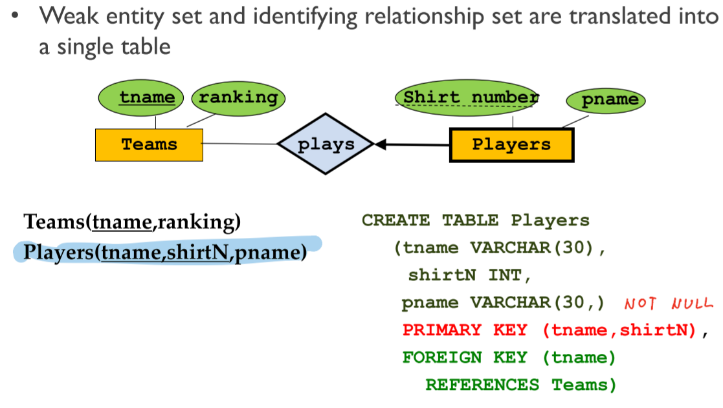 • Weak entity set and identifying relationship set are translated into
a single table
tname
ranking
Shirt number
pname
Teams
plays
Players
Teams(tname,ranking)
Players(tname,shirtN,pname)
CREATE TABLE Players
(tname VARCHAR(30),
shirtN INT,
pname VARCHAR(30,) NOT NULL
PRIMARY KEY (tname,shirtN),
FOREIGN KEY (tname)
REFERENCES Teams)